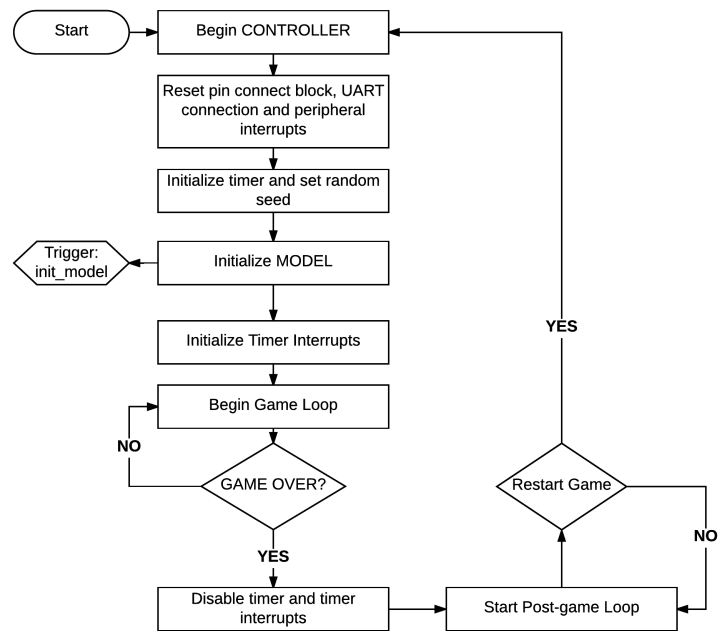 Start
Begin CONTROLLER
Reset pin connect block, UART
connection and peripheral
interrupts
Initialize timer and set random
seed
Trigger:
init_model
Initialize MODEL
YES
Initialize Timer Interrupts
Begin Game Loop
NO
GAME OVER?
Restart Game
NO
YES
Disable timer and timer
interrupts
Start Post-game Loop